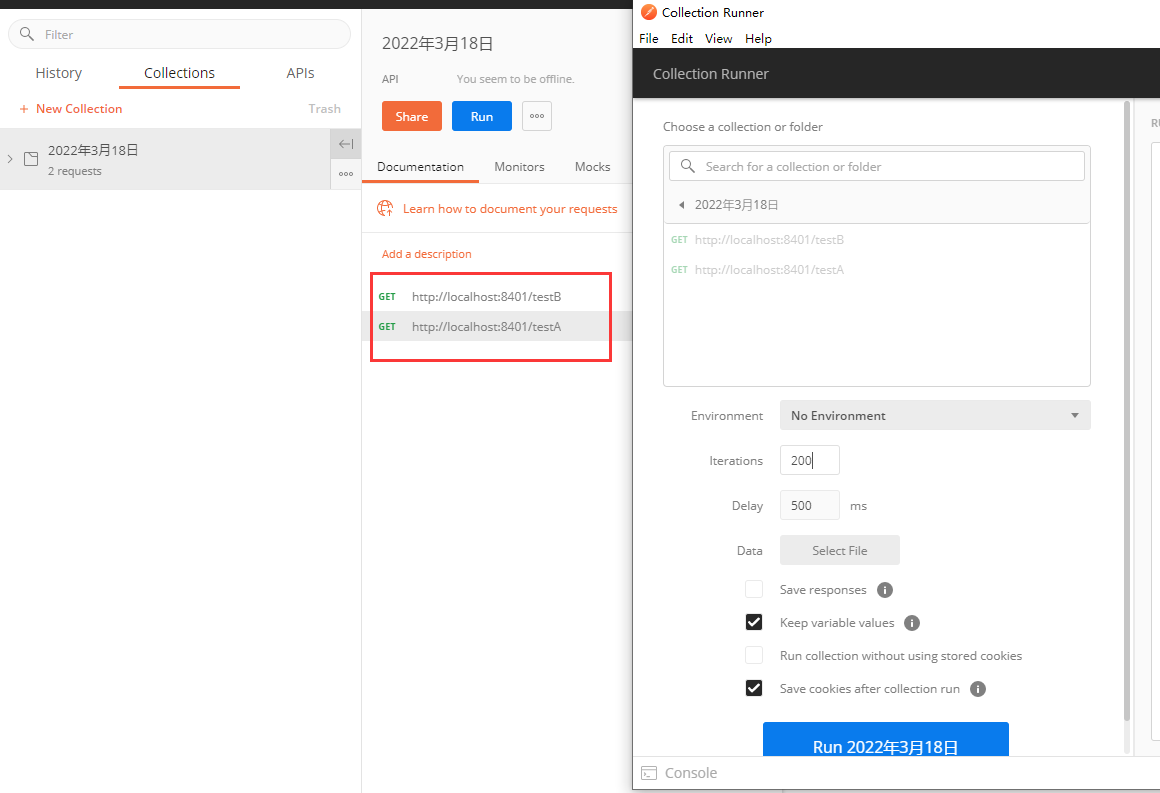 Filter
History
Collections
APIs
+ New Collection
Trash
2022年3月18日
2 requests
2022年3月18日
API
You seem to be offline.
Share
Run
Documentation
Monitors
Mocks
Learn how to document your requests
Add a description
GET http://localhost:8401/testB
GET http://localhost:8401/testA
Collection Runner
File Edit View Help
Collection Runner
Choose a collection or folder
Search for a collection or folder
2022年3月18日
GET http://localhost:8401/testB
GET http://localhost:8401/testA
Environment No Environment
Iterations 200
Delay 500 ms
Data Select File
Save responses
Keep variable values
Run collection without using stored cookies
Save cookies after collection run
Run 2022年3月18日
Console